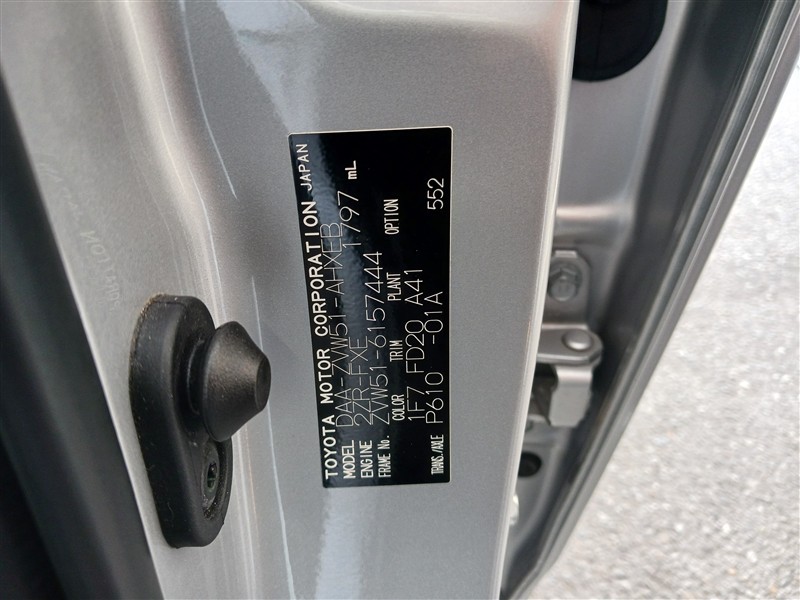 TOYOTA MOTOR CORPORATION JAPAN
MODEL DAA-ZVW51-AHXEB
ENGINE 2ZR-FXE 1797 mL
FRAME No. ZVW51-6157444
COLOR TRIM PLANT OPTION
1F7 FD20 A41
TRANS./AXLE P610 -01A 552